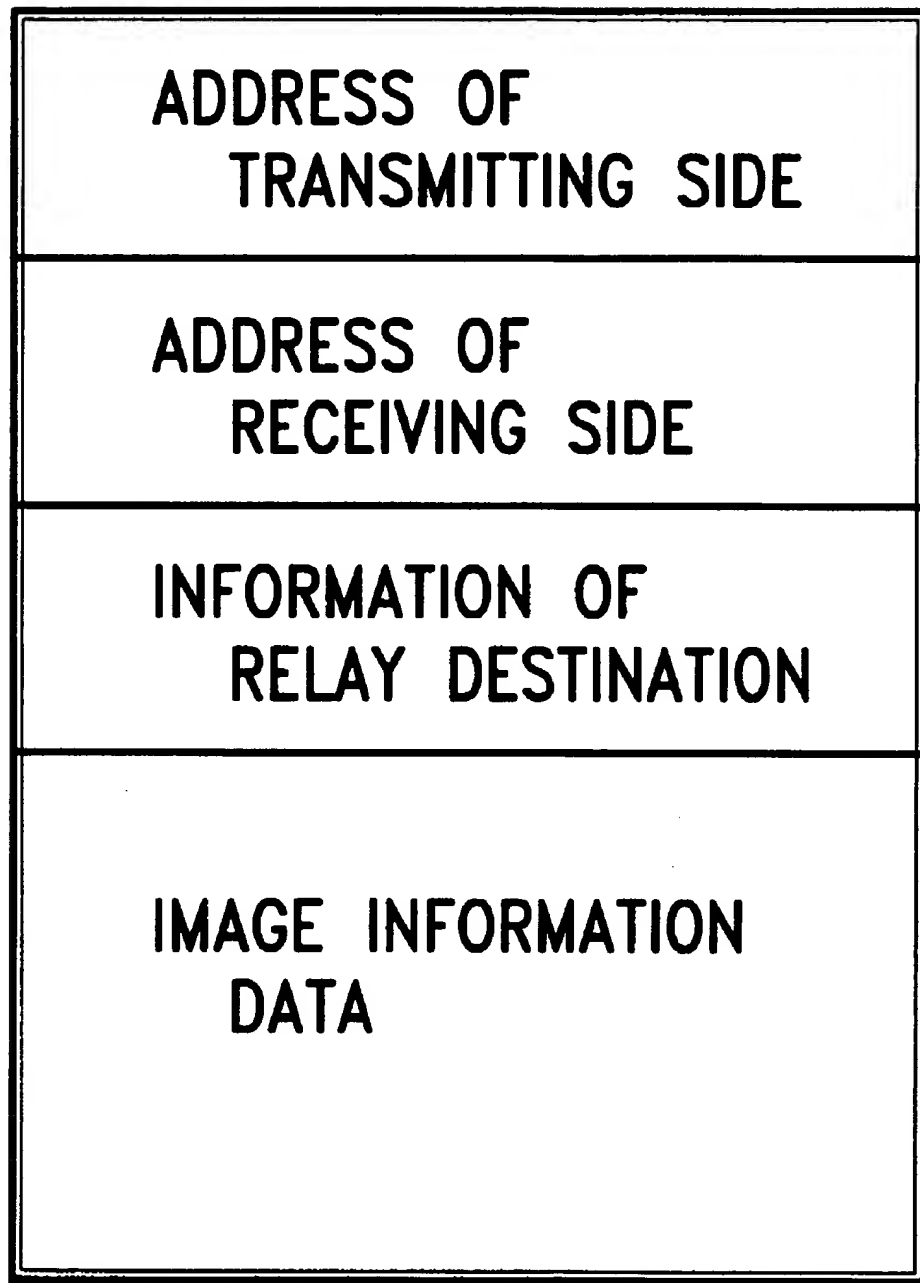 ADDRESS OF
TRANSMITTING SIDE
ADDRESS OF
RECEIVING SIDE
INFORMATION OF
RELAY DESTINATION
IMAGE INFORMATION
DATA